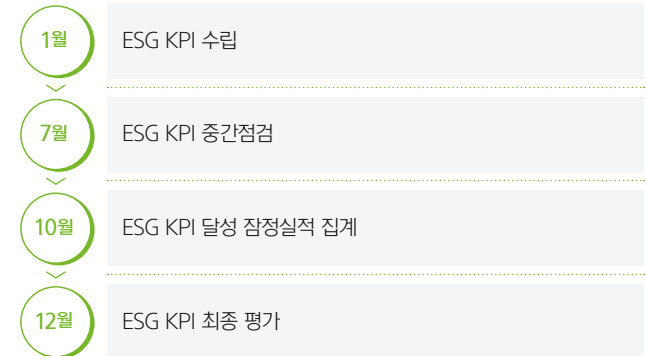 1월
ESG KPI 수립
7월
ESG KPI 중간점검
10월
ESG KPI 달성 잠정실적 집계
12월
ESG KPI 최종 평가